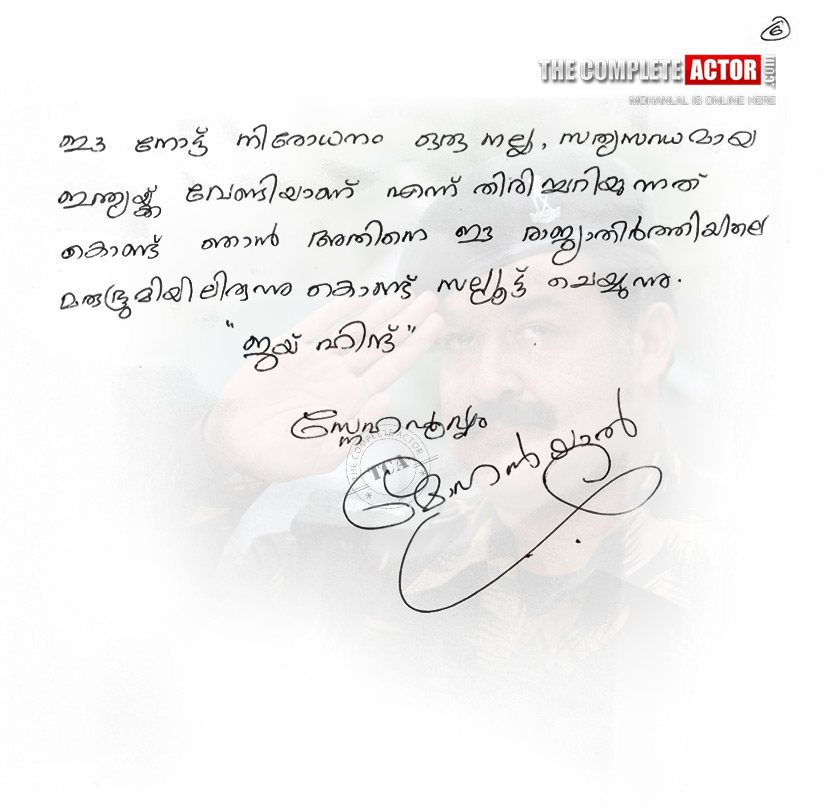 6
THE COMPLETE ACTOR .COM
MOHANLAL IS ONLINE HERE
ഈ നോട്ട് നിരോധനം ഒരു നല്ല, സത്യസന്ധമായ
ഇന്ത്യയ്ക്ക് വേണ്ടിയാണ് എന്ന് തിരിച്ചറിയുന്നത്
കൊണ്ട് ഞാൻ അതിനെ ഈ രാജ്യാതിർത്തിയിലെ
മരുഭൂമിയിലിരുന്നു കൊണ്ട് സല്യൂട്ട് ചെയ്യുന്നു.
"ജയ് ഹിന്ദ്"
സ്നേഹപൂർവ്വം
മോഹൻലാൽ
THE COMPLETE ACTOR
TCA